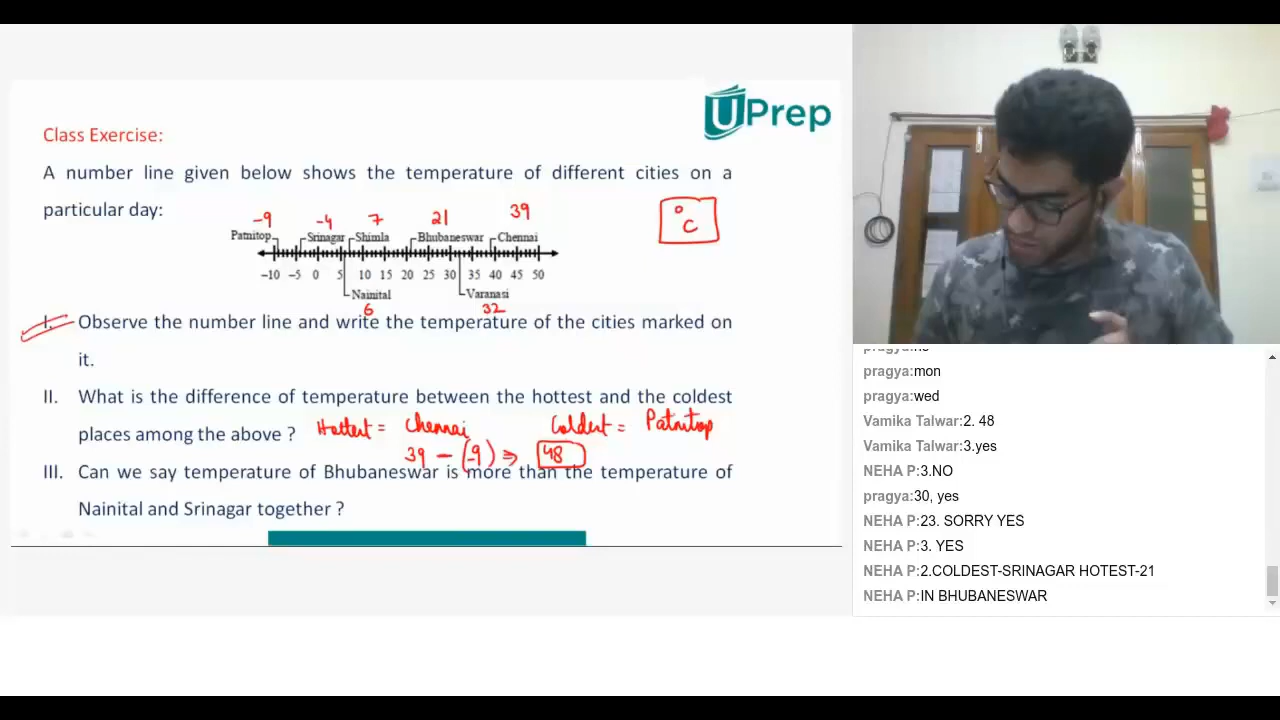 UPrep
Class Exercise:
A number line given below shows the temperature of different cities on a
particular day:
-9 -4 7 21 39
°C
Patnitop Srinagar Shimla Bhubaneswar Chennai
−10 −5 0 5 10 15 20 25 30 35 40 45 50
Nainital Varanasi
6 32
I. Observe the number line and write the temperature of the cities marked on
it.
II. What is the difference of temperature between the hottest and the coldest
places among the above ?
Hottest = Chennai Coldest = Patnitop
39 - (-9) ⇒ 48
III. Can we say temperature of Bhubaneswar is more than the temperature of
Nainital and Srinagar together ?
pragya:
pragya:mon
pragya:wed
Vamika Talwar:2. 48
Vamika Talwar:3.yes
NEHA P:3.NO
pragya:30, yes
NEHA P:23. SORRY YES
NEHA P:3. YES
NEHA P:2.COLDEST-SRINAGAR HOTEST-21
NEHA P:IN BHUBANESWAR